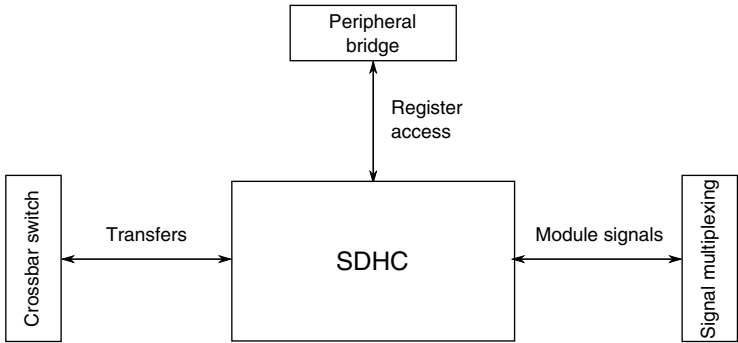 Peripheral
bridge
Register
access
Crossbar switch
Transfers
SDHC
Module signals
Signal multiplexing